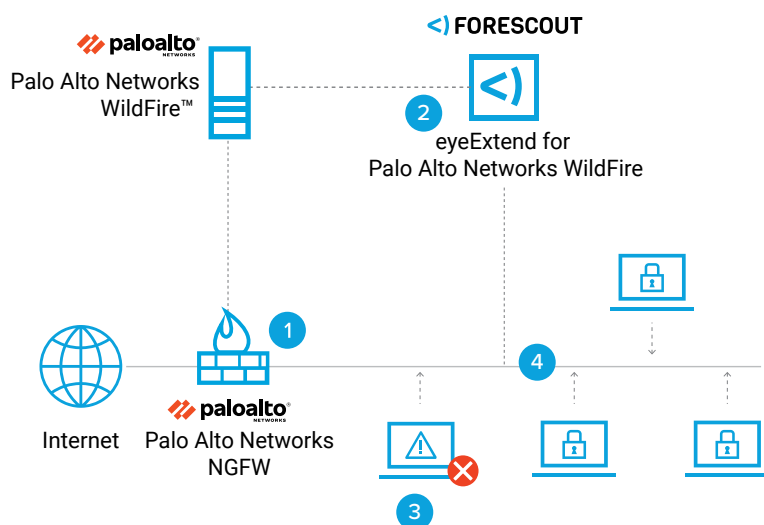 paloalto®
NETWORKS
Palo Alto Networks
WildFire™
<) FORESCOUT
<)
2
eyeExtend for
Palo Alto Networks WildFire
1
4
paloalto®
NETWORKS
Internet
Palo Alto Networks
NGFW
3